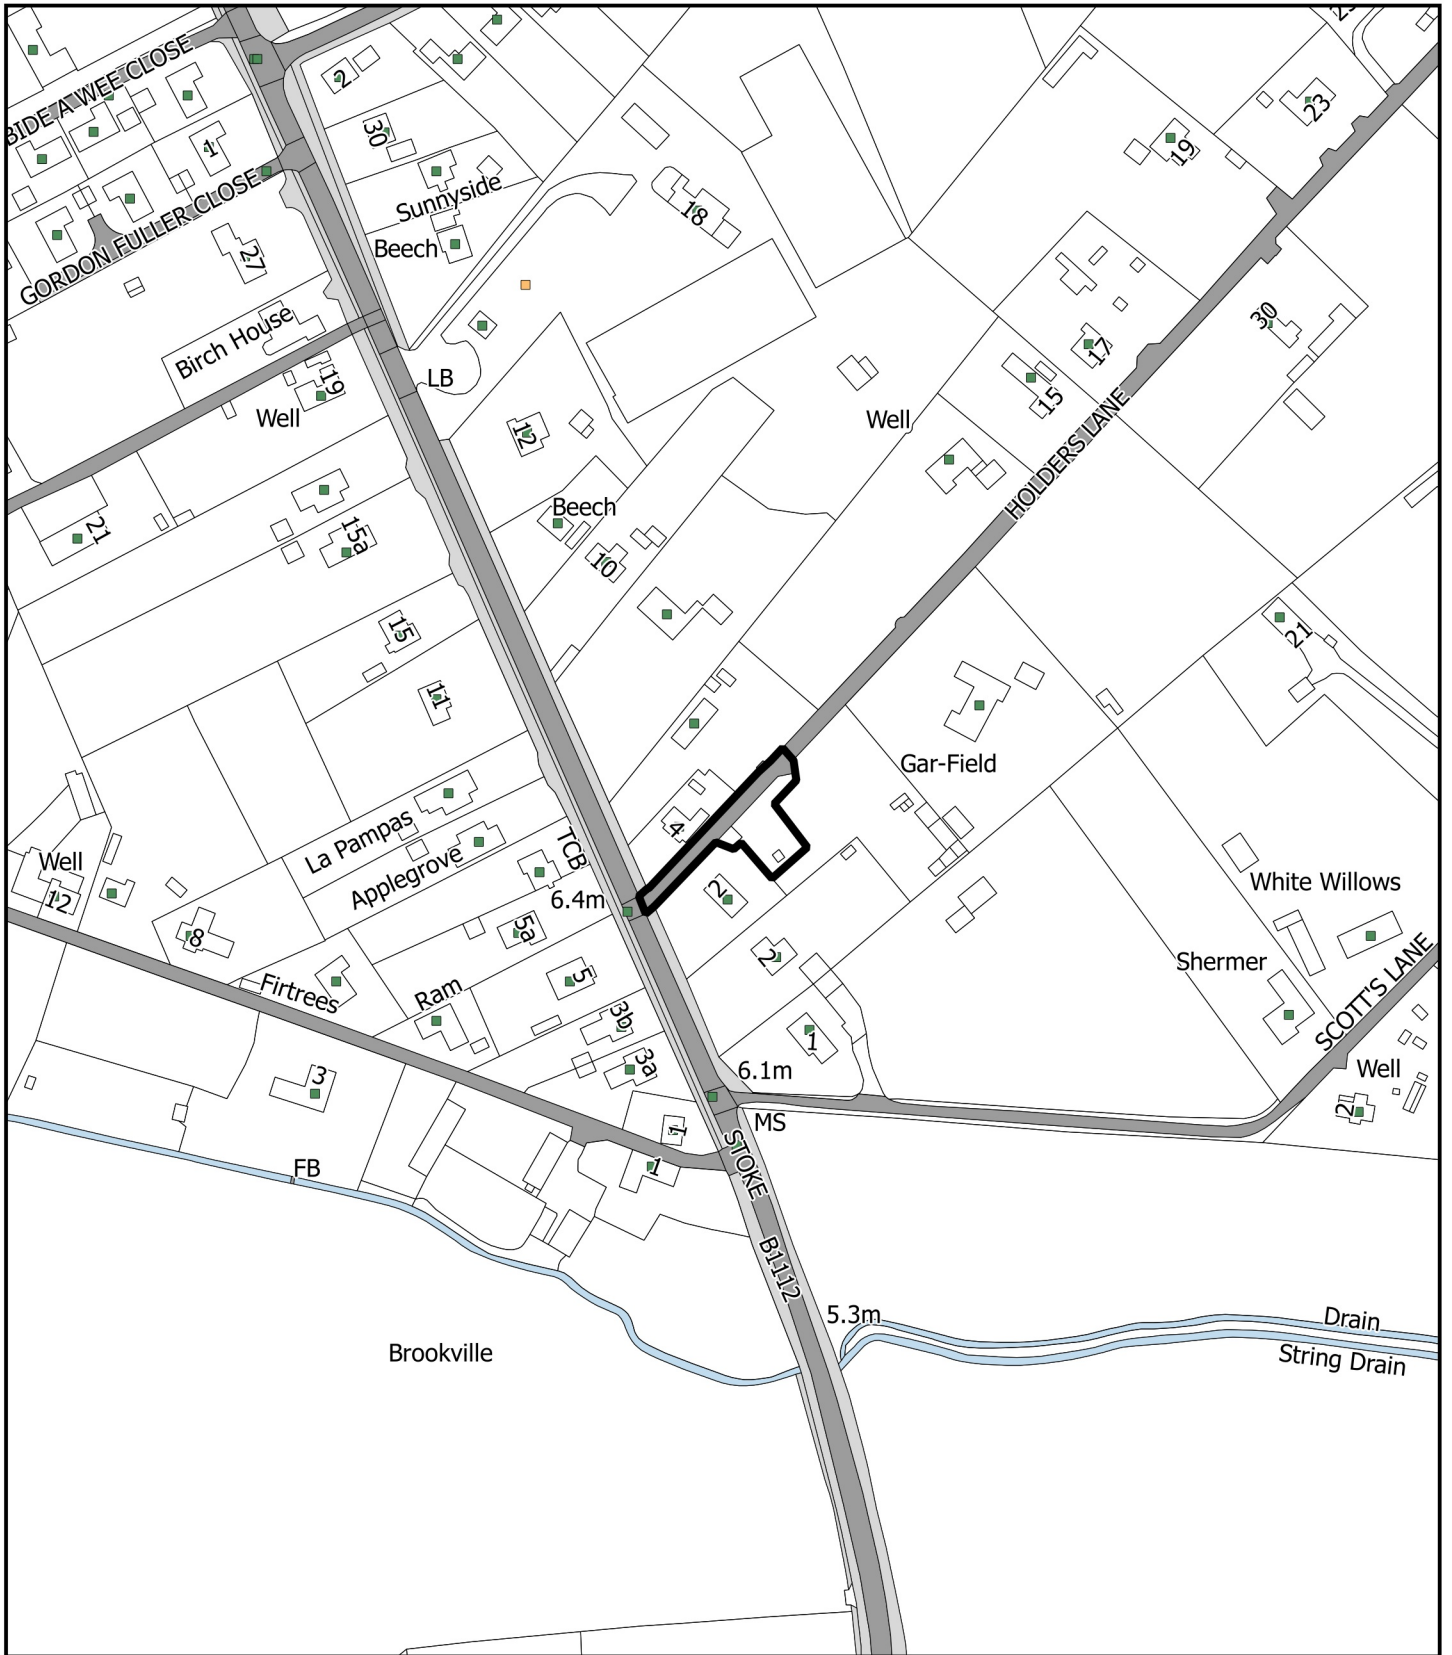 BIDE A WEE CLOSE
2
30
1
Sunnyside
Beech
GORDON FULLER CLOSE
27
18
19
23
Birch House
19
Well
LB
12
17
30
15
Well
HOLDERS LANE
21
15a
Beech
10
15
11
21
Gar-Field
La Pampas
Applegrove
TCB
4
6.4m
2
Well
12
8
5a
5
2
White Willows
Shermer
SCOTT'S LANE
Firtrees
Ram
3b
3a
1
6.1m
MS
Well
2
3
1
1
FB
STOKE
B1112
5.3m
Drain
String Drain
Brookville